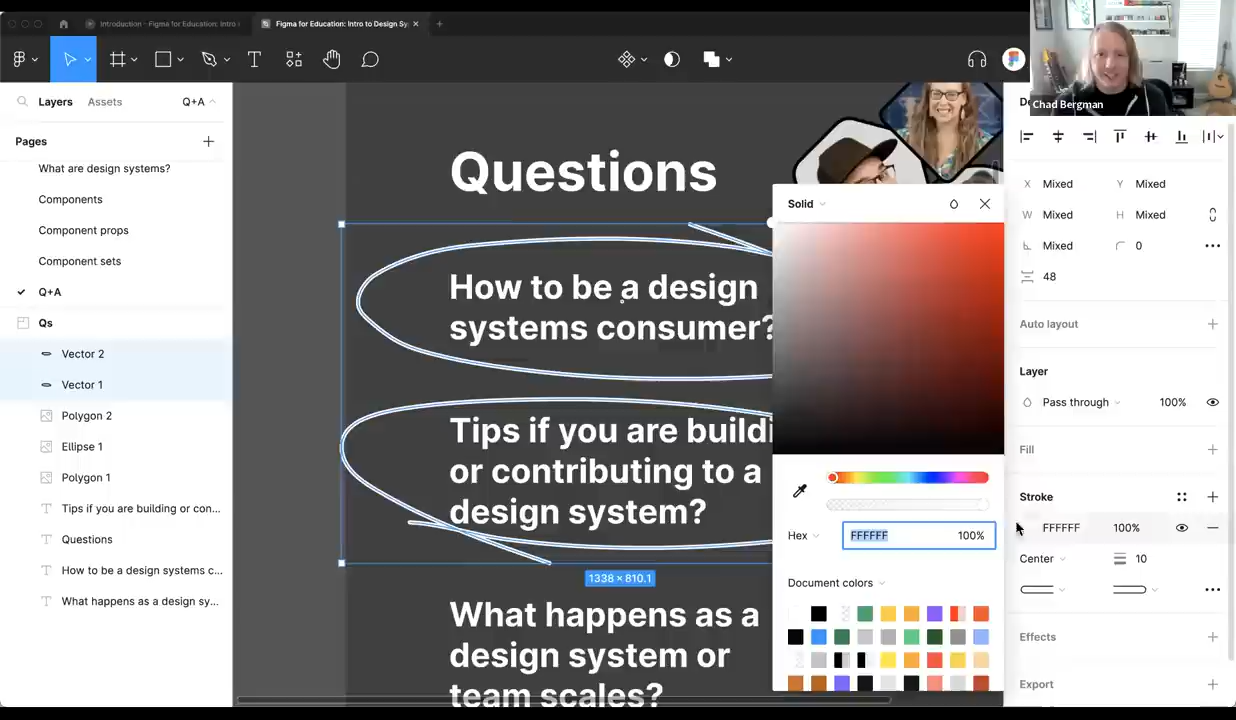 Introduction - Figma for Education: Intro t
Figma for Education: Intro to Design Sy
Chad Bergman
Layers
Assets
Q+A
Pages
What are design systems?
Components
Component props
Component sets
Q+A
Qs
Vector 2
Vector 1
Polygon 2
Ellipse 1
Polygon 1
Tips if you are building or con...
Questions
How to be a design systems c...
What happens as a design sy...
Questions
How to be a design
systems consumer?
Tips if you are buildi
or contributing to a
design system?
1338 × 810.1
What happens as a
design system or
team scales?
Solid
Hex
FFFFFF
100%
Document colors
X
Mixed
Y
Mixed
W
Mixed
H
Mixed
Mixed
0
48
Auto layout
Layer
Pass through
100%
Fill
Stroke
FFFFFF
100%
Center
10
Effects
Export